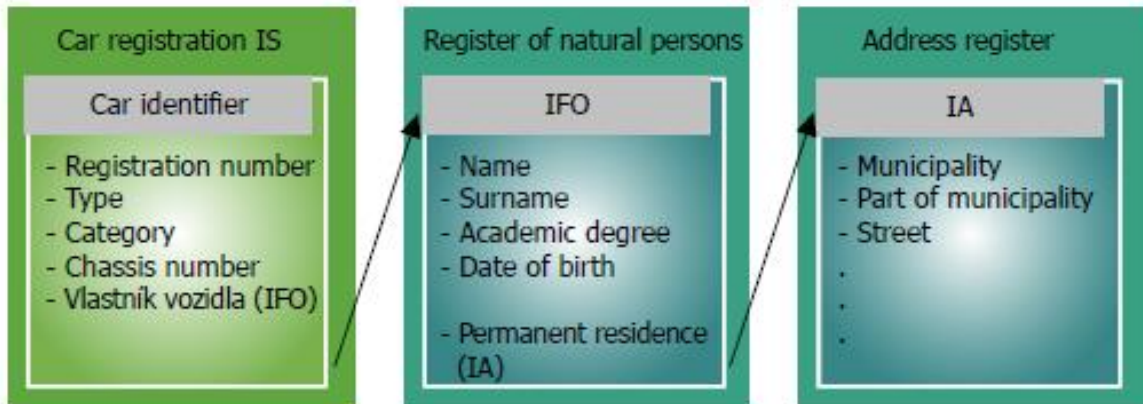 Car registration IS
Car identifier
- Registration number
- Type
- Category
- Chassis number
- Vlastník vozidla (IFO)
Register of natural persons
IFO
- Name
- Surname
- Academic degree
- Date of birth
- Permanent residence
(IA)
Address register
IA
- Municipality
- Part of municipality
- Street
.
.
.